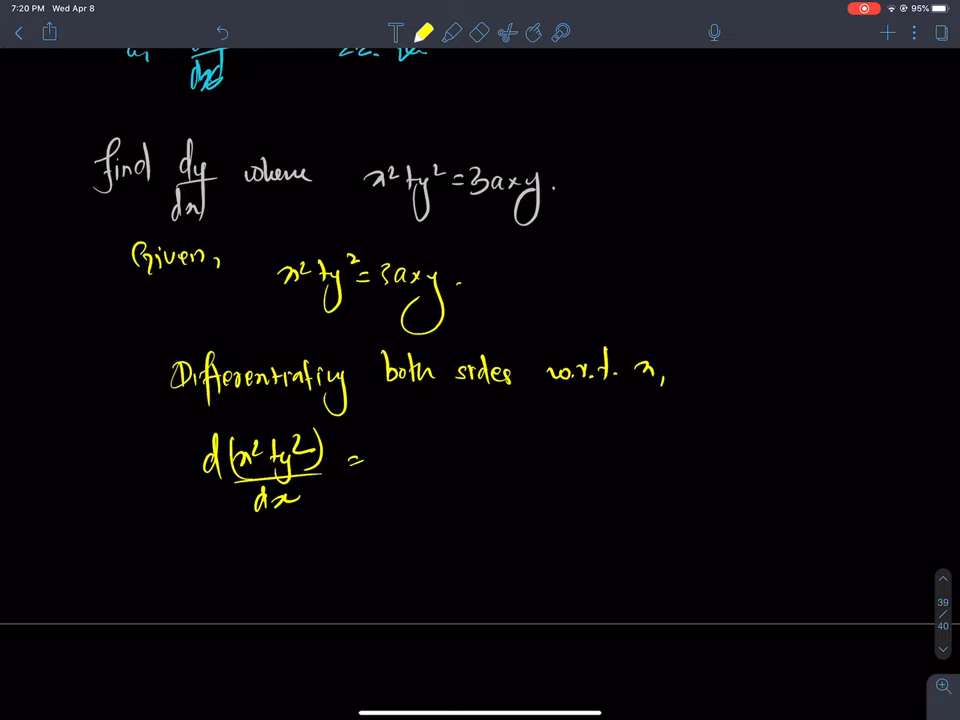 7:20 PM Wed Apr 8
95%
T
dx
find dy/dx where x² + y² = 3axy.
Given,
x² + y² = 3axy.
Differentiating both sides w.r.t. x,
d(x² + y²)/dx =
39
/
40